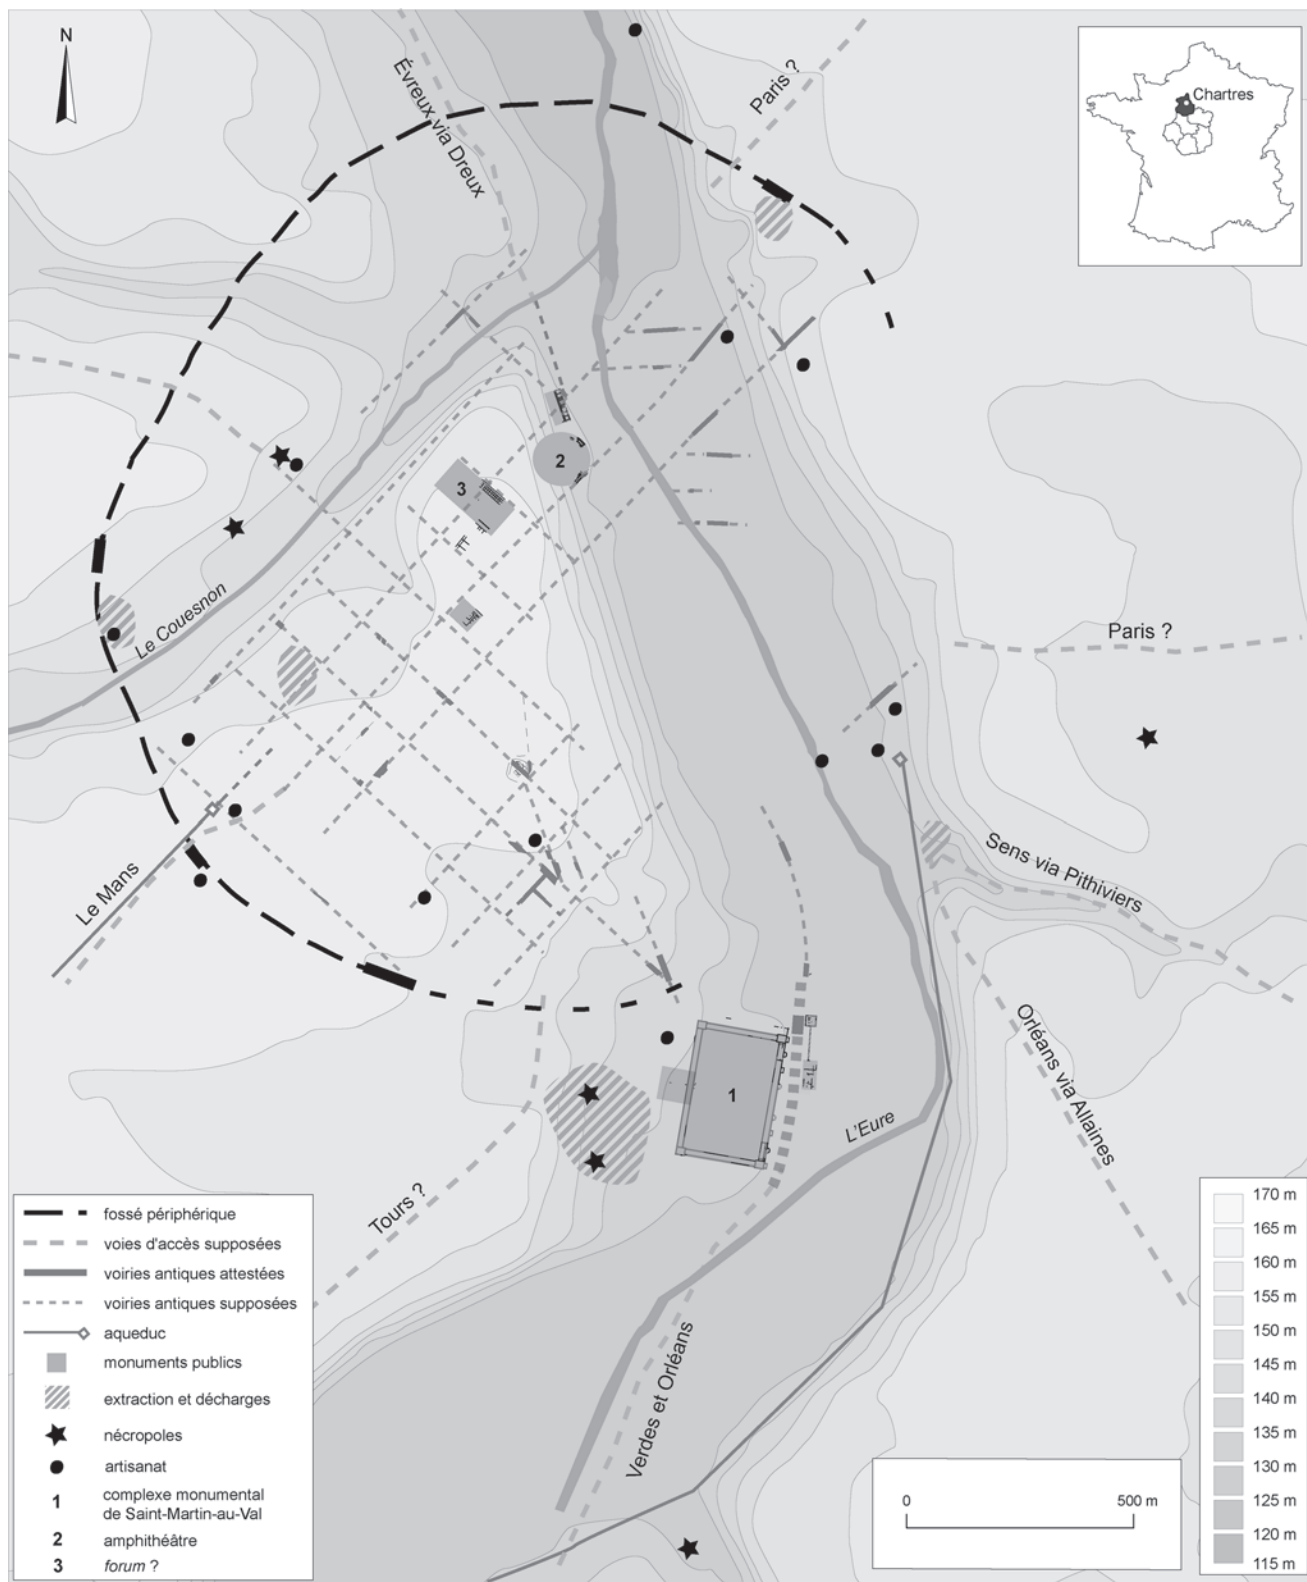 N
Évreux via Dreux
Paris ?
Chartres
2
3
Le Couesnon
Paris ?
Le Mans
Sens via Pithiviers
Orléans via Allaines
1
L'Eure
Tours ?
Verdes et Orléans
fossé périphérique
voies d'accès supposées
voiries antiques attestées
voiries antiques supposées
aqueduc
monuments publics
extraction et décharges
nécropoles
artisanat
1 complexe monumental
de Saint-Martin-au-Val
2 amphithéâtre
3 forum ?
0 500 m
170 m
165 m
160 m
155 m
150 m
145 m
140 m
135 m
130 m
125 m
120 m
115 m